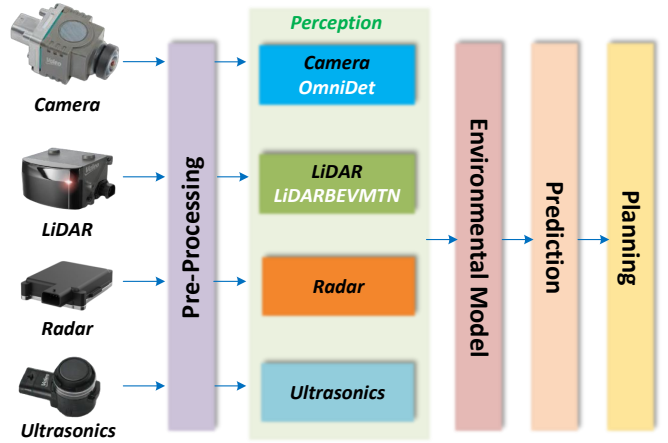 Perception
Camera
LiDAR
Radar
Ultrasonics
Pre-Processing
Camera
OmniDet
LiDAR
LiDARBEVMTN
Radar
Ultrasonics
Environmental Model
Prediction
Planning